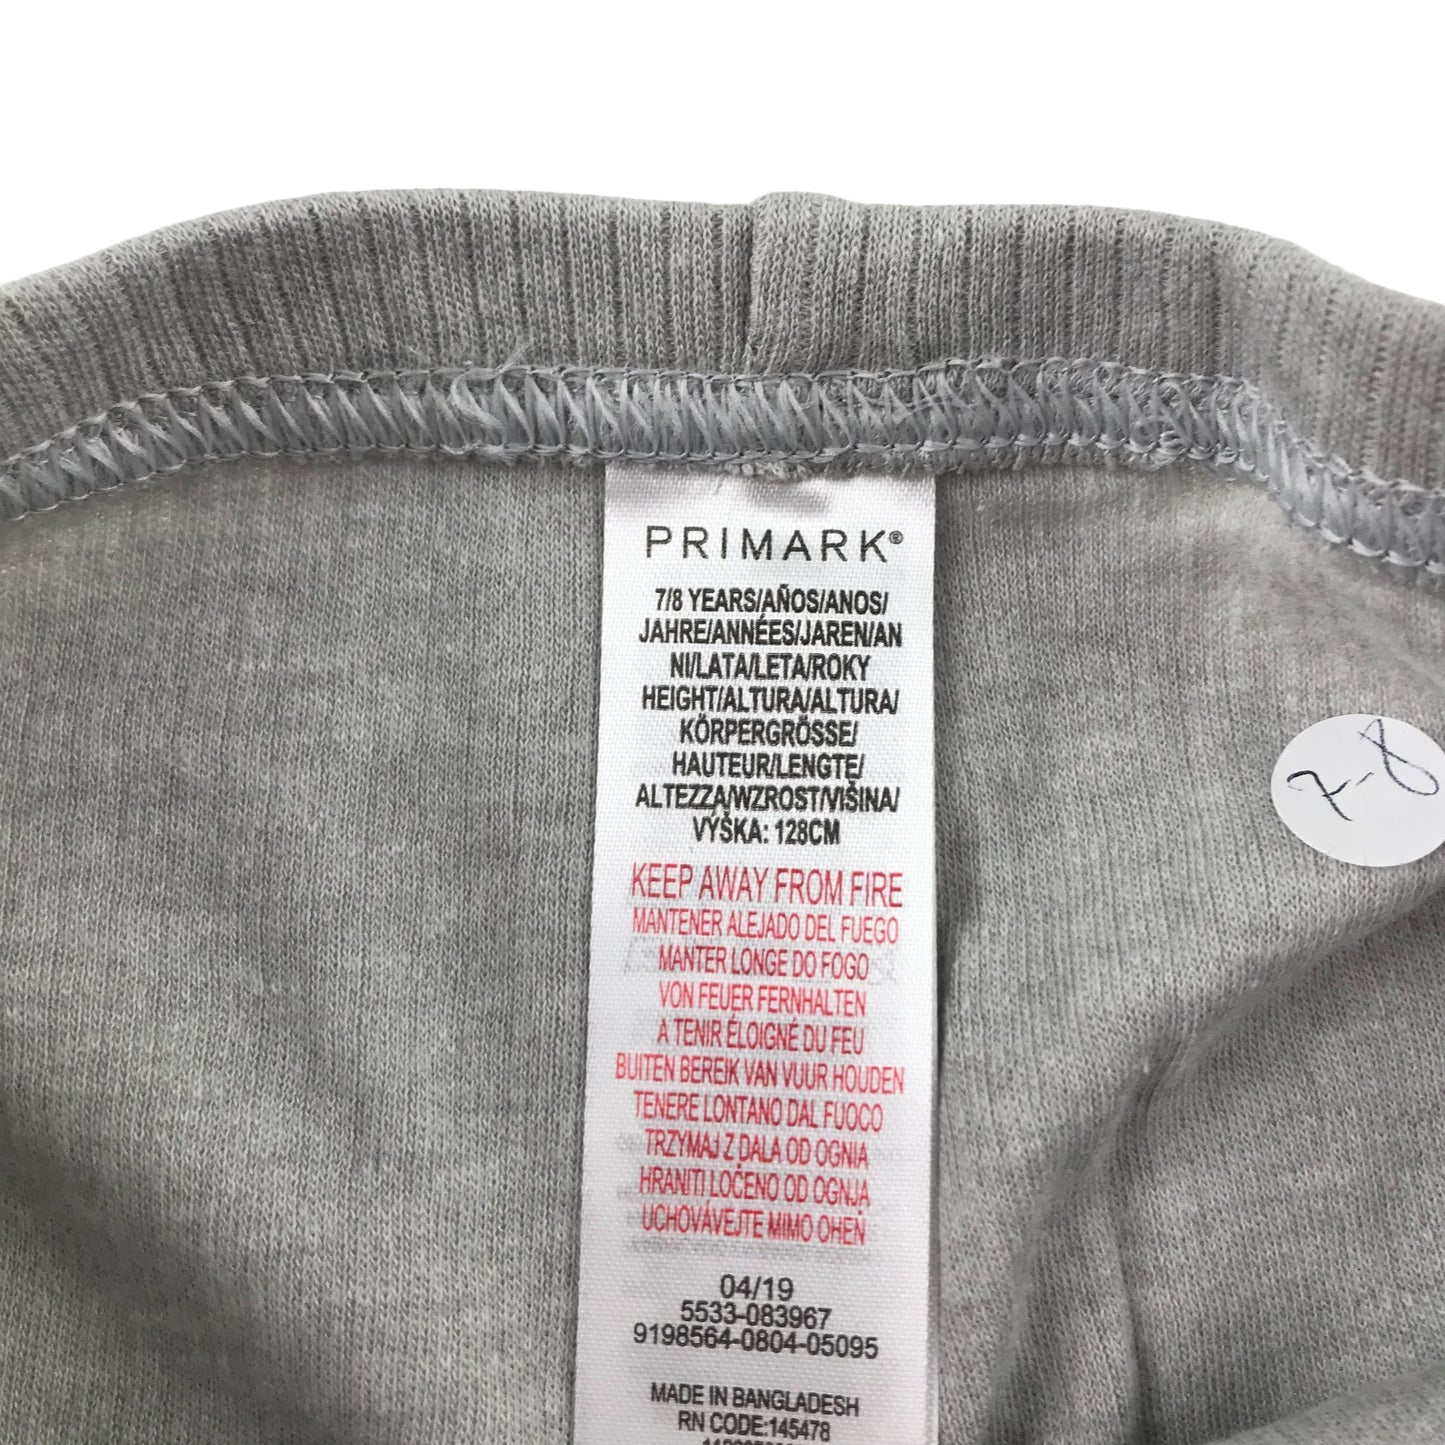 PRIMARK®
7/8 YEARS/AÑOS/ANOS/
JAHRE/ANNÉES/JAREN/AN
NI/LATA/LETA/ROKY
HEIGHT/ALTURA/ALTURA/
KÖRPERGRÖSSE/
HAUTEUR/LENGTE/
ALTEZZA/WZROST/VIŠINA/
VÝŠKA: 128CM
KEEP AWAY FROM FIRE
MANTENER ALEJADO DEL FUEGO
MANTER LONGE DO FOGO
VON FEUER FERNHALTEN
A TENIR ÉLOIGNÉ DU FEU
BUITEN BEREIK VAN VUUR HOUDEN
TENERE LONTANO DAL FUOCO
TRZYMAJ Z DALA OD OGNIA
HRANITI LOČENO OD OGNJA
UCHOVÁVEJTE MIMO OHEŇ
04/19
5533-083967
9198564-0804-05095
MADE IN BANGLADESH
RN CODE:145478
7-8